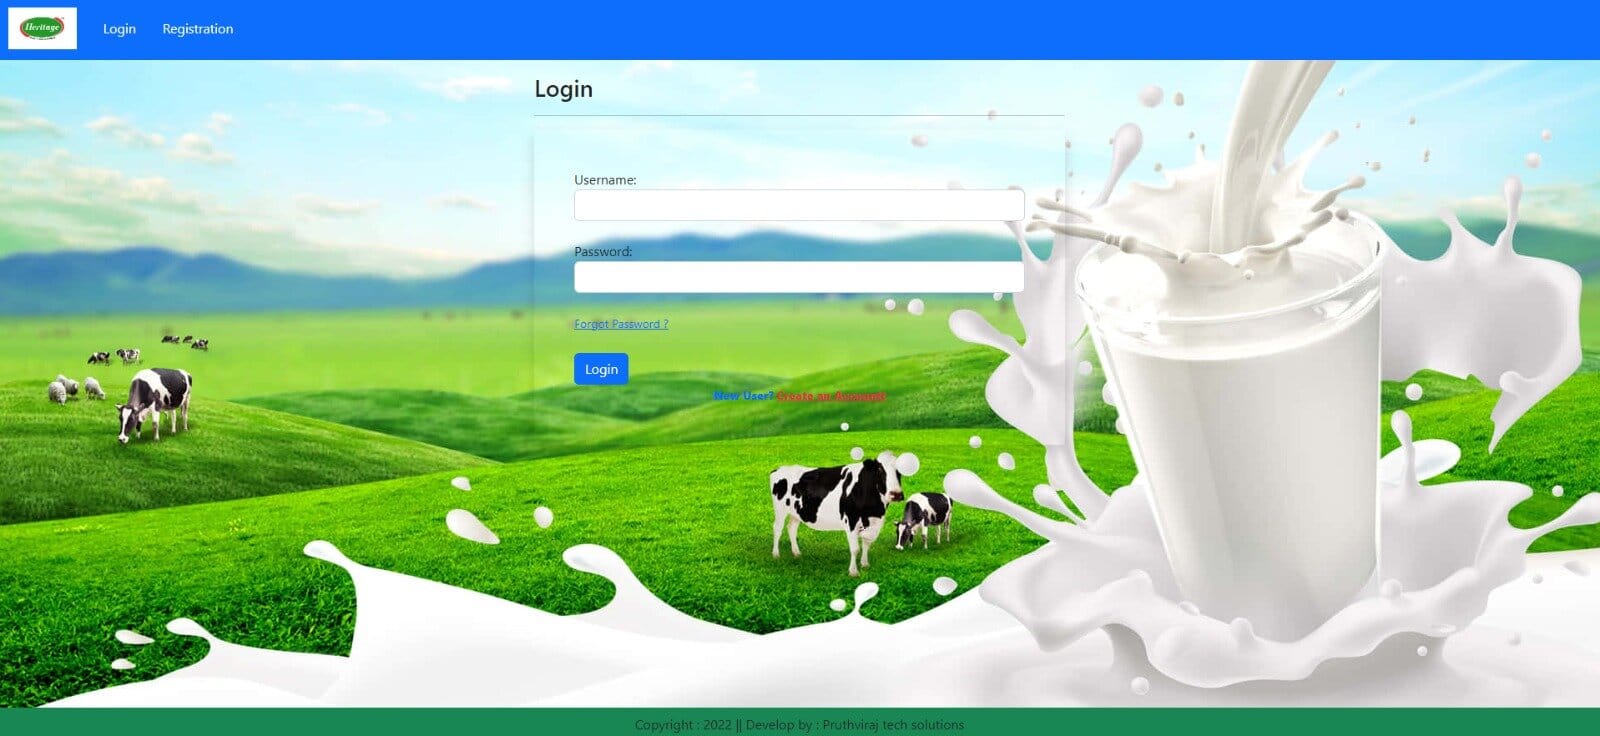 Heritage
Login
Registration
Login
Username:
Password:
Forgot Password ?
Login
New User? Create an Account
Copyright : 2022 || Develop by : Pruthviraj tech solutions